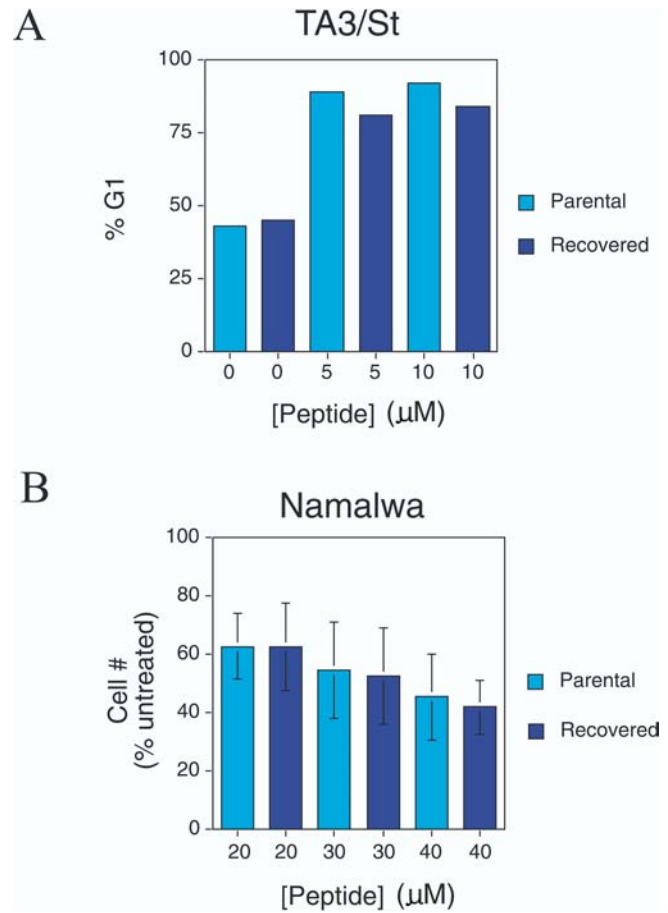 A
TA3/St
100
75
50
25
0
% G1
0 0 5 5 10 10
[Peptide] (µM)
Parental
Recovered
B
Namalwa
100
80
60
40
20
0
Cell #
(% untreated)
20 20 30 30 40 40
[Peptide] (µM)
Parental
Recovered